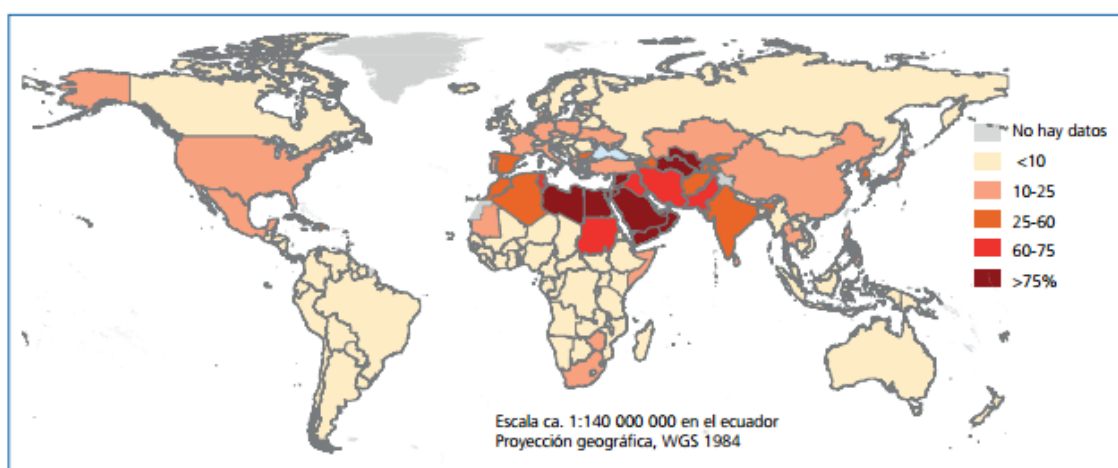 No hay datos
<10
10-25
25-60
60-75
>75%
Escala ca. 1:140 000 000 en el ecuador
Proyección geográfica, WGS 1984